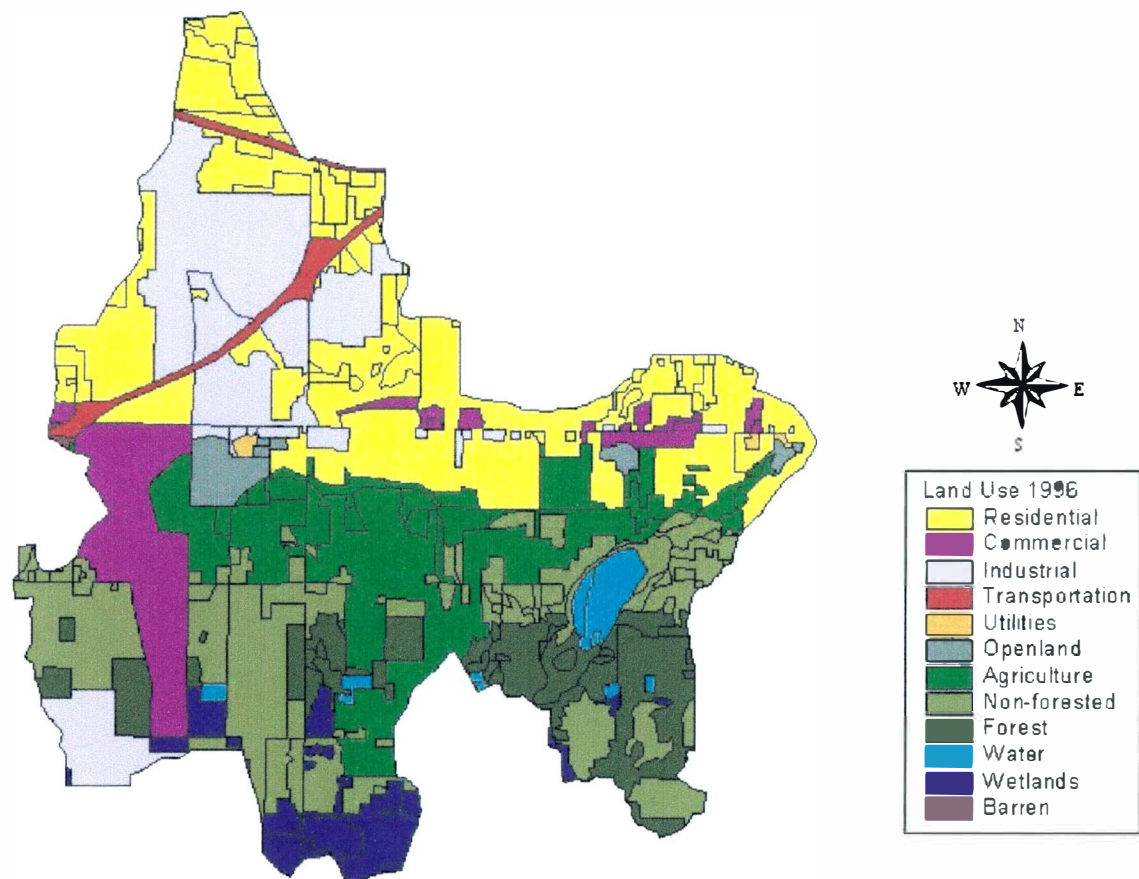 N
W E
S
Land Use 1996
Residential
Commercial
Industrial
Transportation
Utilities
Openland
Agriculture
Non-forested
Forest
Water
Wetlands
Barren